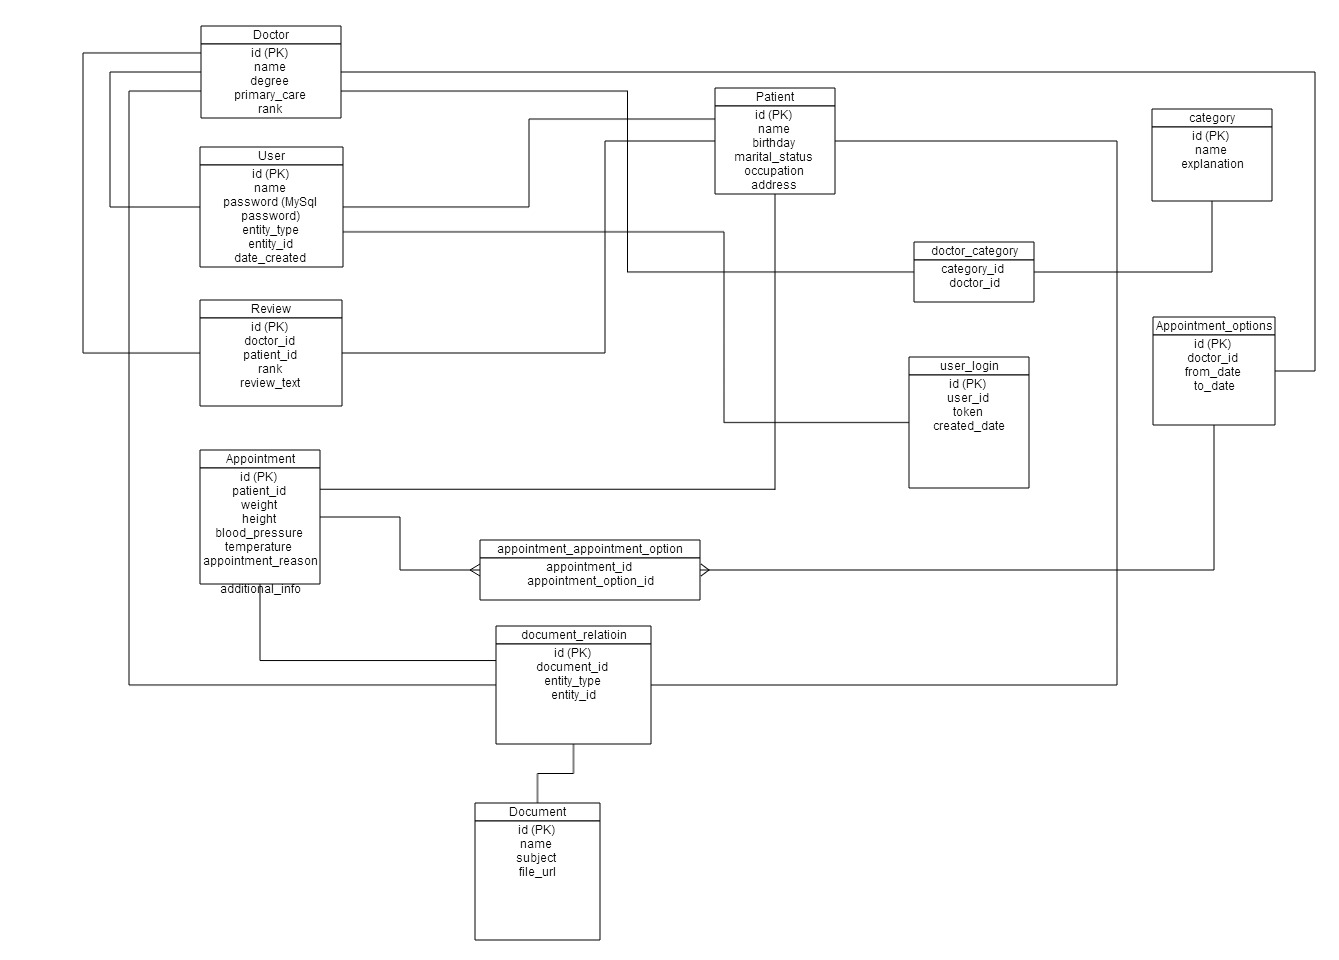 Doctor
id (PK)
name
degree
primary_care
rank
User
id (PK)
name
password (MySql
password)
entity_type
entity_id
date_created
Review
id (PK)
doctor_id
patient_id
rank
review_text
Appointment
id (PK)
patient_id
weight
height
blood_pressure
temperature
appointment_reason
additional_info
Patient
id (PK)
name
birthday
marital_status
occupation
address
category
id (PK)
name
explanation
doctor_category
category_id
doctor_id
Appointment_options
id (PK)
doctor_id
from_date
to_date
user_login
id (PK)
user_id
token
created_date
appointment_appointment_option
appointment_id
appointment_option_id
document_relatioin
id (PK)
document_id
entity_type
entity_id
Document
id (PK)
name
subject
file_url